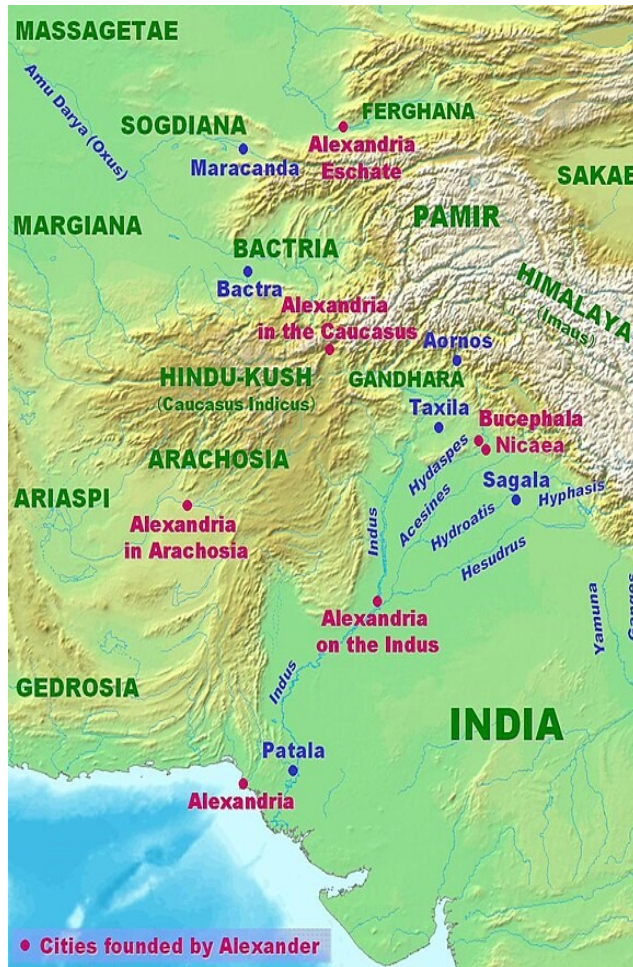 MASSAGETAE
Amu Darya (Oxus)
FERGHANA
SOGDIANA
Alexandria
Eschate
Maracanda
SAKAE
PAMIR
MARGIANA
BACTRIA
Bactra
HIMALAYA
(Imaus)
Alexandria
in the Caucasus
Aornos
HINDU-KUSH
(Caucasus Indicus)
GANDHARA
Taxila
Bucephala
Nicaea
ARACHOSIA
Hydaspes
Sagala
ARIASPI
Acesines
Hyphasis
Alexandria
in Arachosia
Indus
Hydroatis
Hesudrus
Alexandria
on the Indus
Yamuna
GEDROSIA
Indus
INDIA
Patala
Alexandria
Cities founded by Alexander